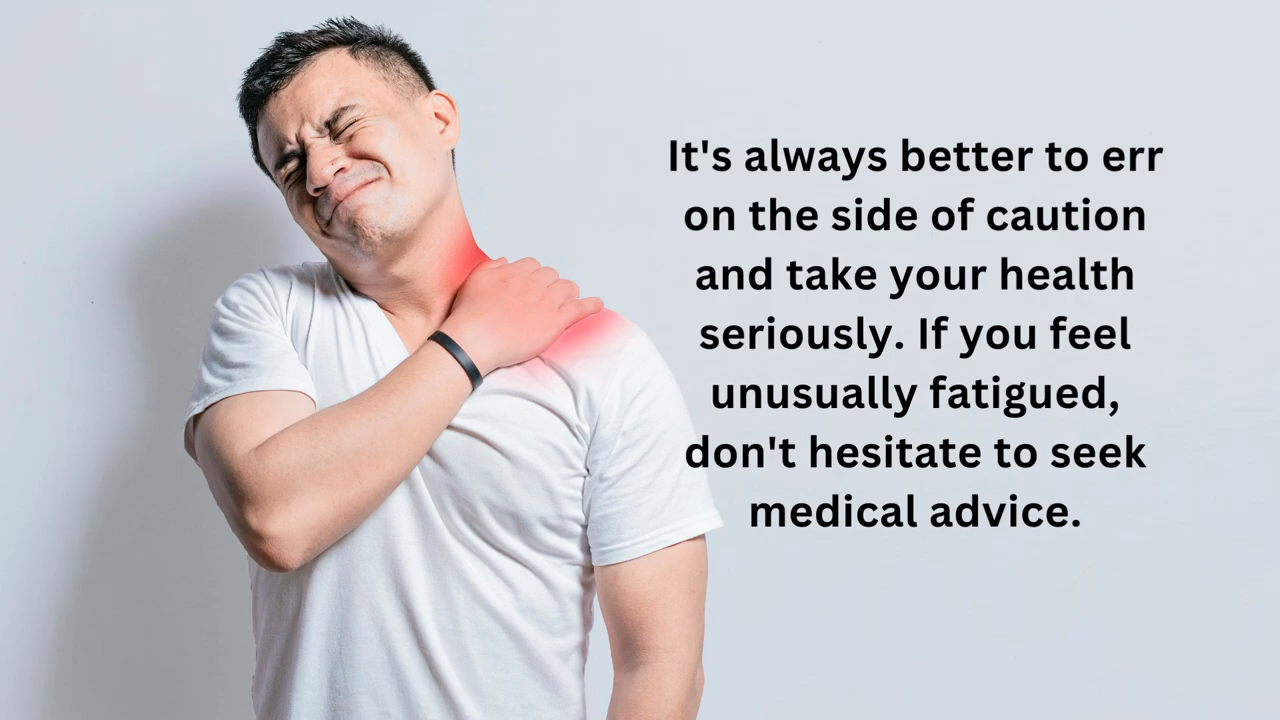 It's always better to err
on the side of caution
and take your health
seriously. If you feel
unusually fatigued,
don't hesitate to seek
medical advice.